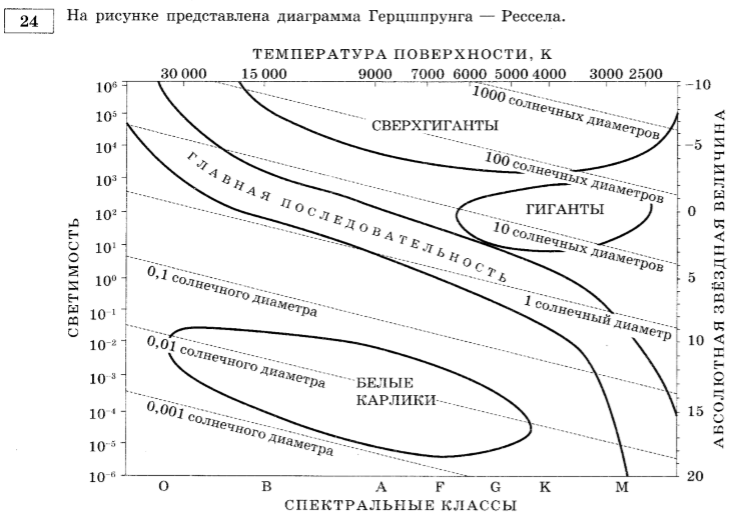 24
На рисунке представлена диаграмма Герцшпрунга — Рессела.
ТЕМПЕРАТУРА ПОВЕРХНОСТИ, К
30 000 15 000 9000 7000 6000 5000 4000 3000 2500
10⁶
10⁵
10⁴
10³
10²
10¹
10⁰
10⁻¹
10⁻²
10⁻³
10⁻⁴
10⁻⁵
10⁻⁶
СВЕТИМОСТЬ
1000 солнечных диаметров
СВЕРХГИГАНТЫ
100 солнечных диаметров
ГЛАВНАЯ ПОСЛЕДОВАТЕЛЬНОСТЬ
ГИГАНТЫ
10 солнечных диаметров
0,1 солнечного диаметра
1 солнечный диаметр
0,01 солнечного диаметра
БЕЛЫЕ
КАРЛИКИ
0,001 солнечного диаметра
−10
−5
0
5
10
15
20
АБСОЛЮТНАЯ ЗВЁЗДНАЯ ВЕЛИЧИНА
O B A F G K M
СПЕКТРАЛЬНЫЕ КЛАССЫ